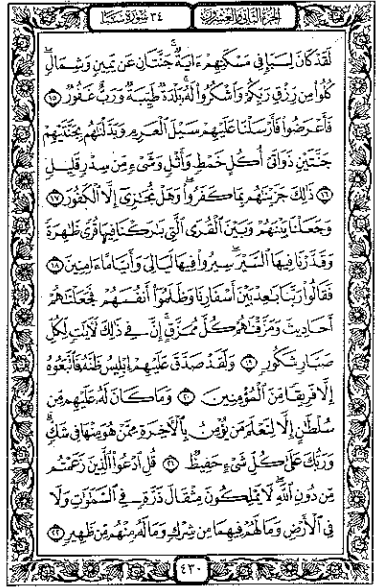 الجزء الثاني والعشرون
٣٤ سورة سبأ
لَقَدْ كَانَ لِسَبَإٍ فِي مَسْكَنِهِمْ ءَايَةٌ ۖ جَنَّتَانِ عَن يَمِينٍ وَشِمَالٍ ۖ
كُلُوا۟ مِن رِّزْقِ رَبِّكُمْ وَٱشْكُرُوا۟ لَهُۥ ۚ بَلْدَةٌ طَيِّبَةٌ وَرَبٌّ غَفُورٌ ١٥
فَأَعْرَضُوا۟ فَأَرْسَلْنَا عَلَيْهِمْ سَيْلَ ٱلْعَرِمِ وَبَدَّلْنَٰهُم بِجَنَّتَيْهِمْ
جَنَّتَيْنِ ذَوَاتَىْ أُكُلٍ خَمْطٍ وَأَثْلٍ وَشَىْءٍ مِّن سِدْرٍ قَلِيلٍ
١٦ ذَٰلِكَ جَزَيْنَٰهُم بِمَا كَفَرُوا۟ ۖ وَهَلْ نُجَٰزِىٓ إِلَّا ٱلْكَفُورَ ١٧
وَجَعَلْنَا بَيْنَهُمْ وَبَيْنَ ٱلْقُرَى ٱلَّتِى بَٰرَكْنَا فِيهَا قُرًى ظَٰهِرَةً
وَقَدَّرْنَا فِيهَا ٱلسَّيْرَ ۖ سِيرُوا۟ فِيهَا لَيَالِىَ وَأَيَّامًا ءَامِنِينَ ١٨
فَقَالُوا۟ رَبَّنَا بَٰعِدْ بَيْنَ أَسْفَارِنَا وَظَلَمُوٓا۟ أَنفُسَهُمْ فَجَعَلْنَٰهُمْ
أَحَادِيثَ وَمَزَّقْنَٰهُمْ كُلَّ مُمَزَّقٍ ۚ إِنَّ فِى ذَٰلِكَ لَءَايَٰتٍ لِّكُلِّ
صَبَّارٍ شَكُورٍ ١٩ وَلَقَدْ صَدَّقَ عَلَيْهِمْ إِبْلِيسُ ظَنَّهُۥ فَٱتَّبَعُوهُ
إِلَّا فَرِيقًا مِّنَ ٱلْمُؤْمِنِينَ ٢٠ وَمَا كَانَ لَهُۥ عَلَيْهِم مِّن
سُلْطَٰنٍ إِلَّا لِنَعْلَمَ مَن يُؤْمِنُ بِٱلْءَاخِرَةِ مِمَّنْ هُوَ مِنْهَا فِى شَكٍّ ۗ
وَرَبُّكَ عَلَىٰ كُلِّ شَىْءٍ حَفِيظٌ ٢١ قُلِ ٱدْعُوا۟ ٱلَّذِينَ زَعَمْتُم
مِّن دُونِ ٱللَّهِ ۖ لَا يَمْلِكُونَ مِثْقَالَ ذَرَّةٍ فِى ٱلسَّمَٰوَٰتِ وَلَا
فِى ٱلْأَرْضِ وَمَا لَهُمْ فِيهِمَا مِن شِرْكٍ وَمَا لَهُۥ مِنْهُم مِّن ظَهِيرٍ ٢٢
٤٣٠